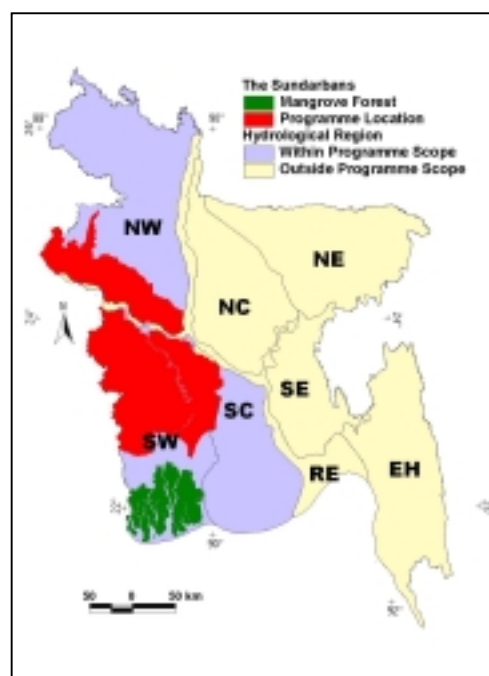 The Sundarbans
Mangrove Forest
Programme Location
Hydrological Region
Within Programme Scope
Outside Programme Scope
NW
NE
NC
SE
SC
SW
RE
EH
N
50 0 50 km